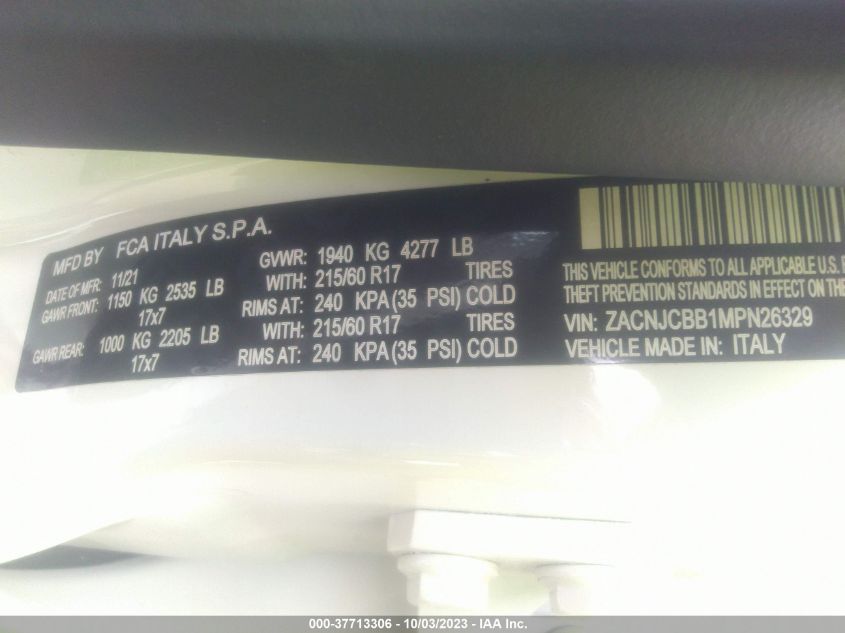 MFD BY FCA ITALY S.P.A.
DATE OF MFR: 11/21 GVWR: 1940 KG 4277 LB
GAWR FRONT: 1150 KG 2535 LB WITH: 215/60 R17 TIRES
17x7 RIMS AT: 240 KPA (35 PSI) COLD
GAWR REAR: 1000 KG 2205 LB WITH: 215/60 R17 TIRES
17x7 RIMS AT: 240 KPA (35 PSI) COLD
THIS VEHICLE CONFORMS TO ALL APPLICABLE U.S.
THEFT PREVENTION STANDARDS IN EFFECT ON THE
VIN: ZACNJCBB1MPN26329
VEHICLE MADE IN: ITALY
000-37713306 - 10/03/2023 - IAA Inc.